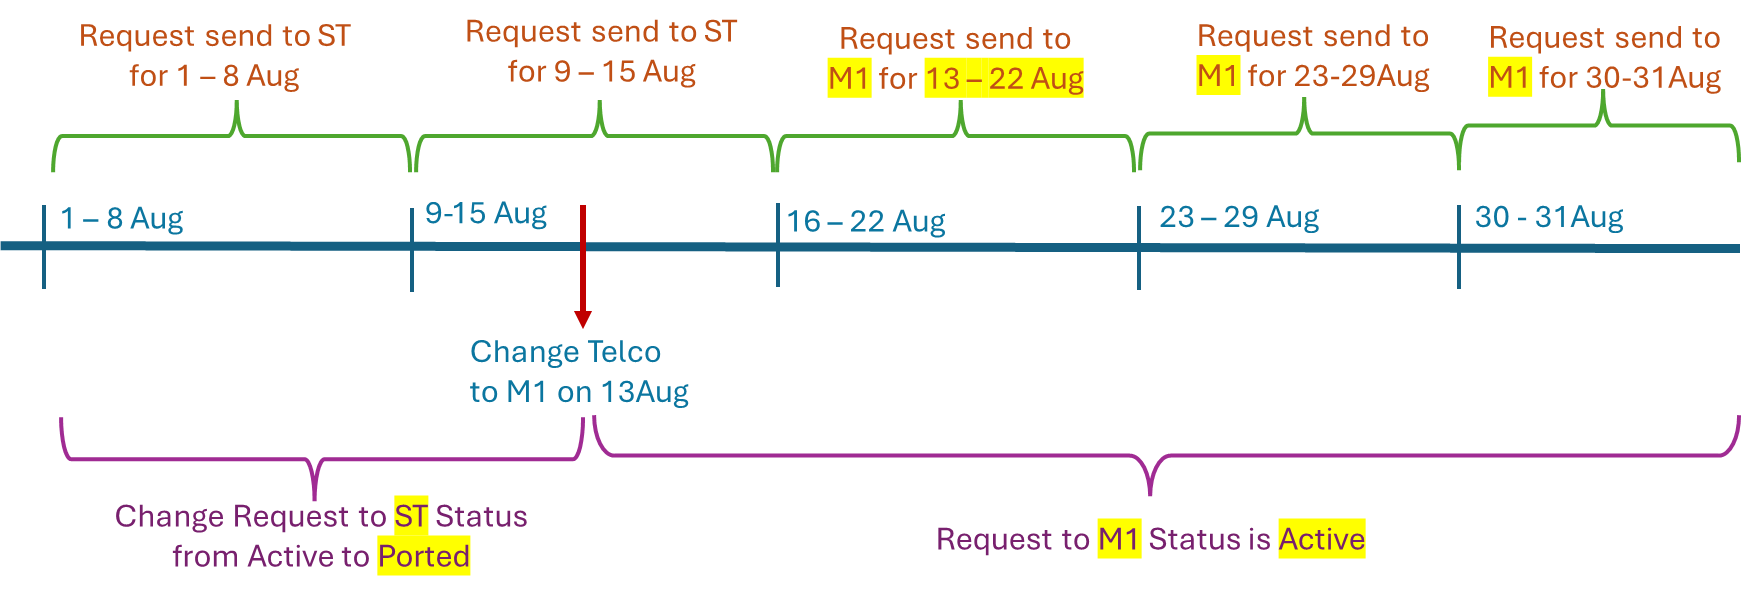 Request send to ST
for 1 – 8 Aug
Request send to ST
for 9 – 15 Aug
Request send to
M1 for 13 – 22 Aug
Request send to
M1 for 23-29Aug
Request send to
M1 for 30-31Aug
1 – 8 Aug
9-15 Aug
16 – 22 Aug
23 – 29 Aug
30 - 31Aug
Change Telco
to M1 on 13Aug
Change Request to ST Status
from Active to Ported
Request to M1 Status is Active